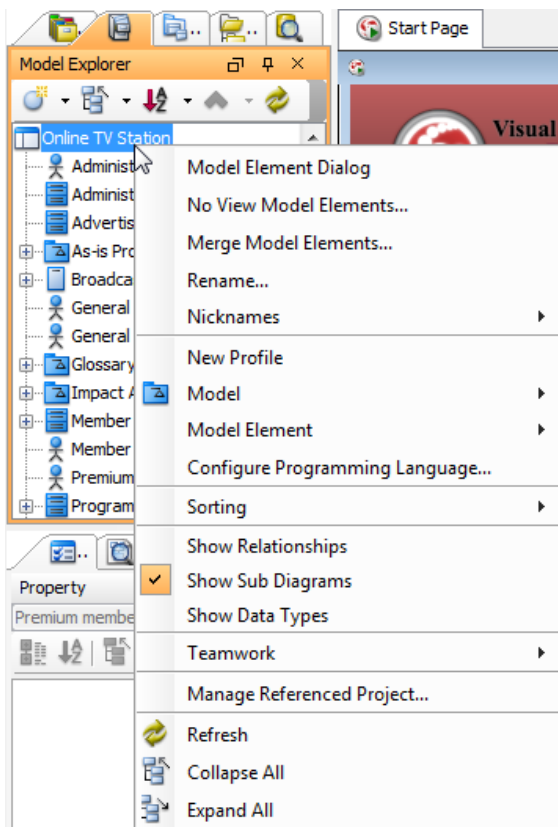 Start Page
Model Explorer
Visual
Online TV Station
Administ
Model Element Dialog
Administ
No View Model Elements...
Advertis
Merge Model Elements...
As-is Pro
Broadca
Rename...
General
Nicknames
General
Glossary
New Profile
Impact A
Model
Member
Model Element
Member
Configure Programming Language...
Premium
Program
Sorting
Show Relationships
Show Sub Diagrams
Property
Premium membe
Show Data Types
Teamwork
Manage Referenced Project...
Refresh
Collapse All
Expand All